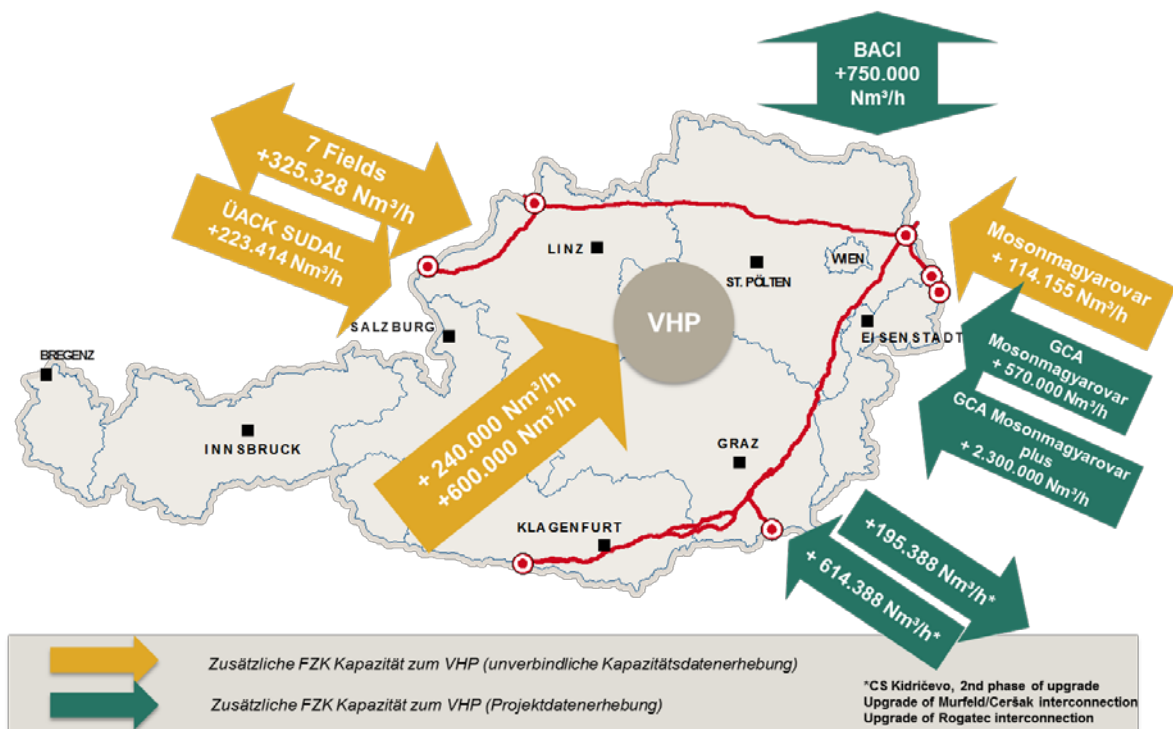 BACI
+750.000
Nm³/h
7 Fields
+325.328 Nm³/h
ÜACK SUDAL
+223.414 Nm³/h
Mosonmagyarovar
+ 114.155 Nm³/h
LINZ
WIEN
ST. PÖLTEN
VHP
SALZBURG
EISENSTADT
GCA
Mosonmagyarovar
+ 570.000 Nm³/h
BREGENZ
GCA Mosonmagyarovar
plus
+ 2.300.000 Nm³/h
+ 240.000 Nm³/h
+600.000 Nm³/h
INNSBRUCK
GRAZ
KLAGENFURT
+195.388 Nm³/h*
+ 614.388 Nm³/h*
Zusätzliche FZK Kapazität zum VHP (unverbindliche Kapazitätsdatenerhebung)
Zusätzliche FZK Kapazität zum VHP (Projektdatenerhebung)
*CS Kidričevo, 2nd phase of upgrade
Upgrade of Murfeld/Ceršak interconnection
Upgrade of Rogatec interconnection